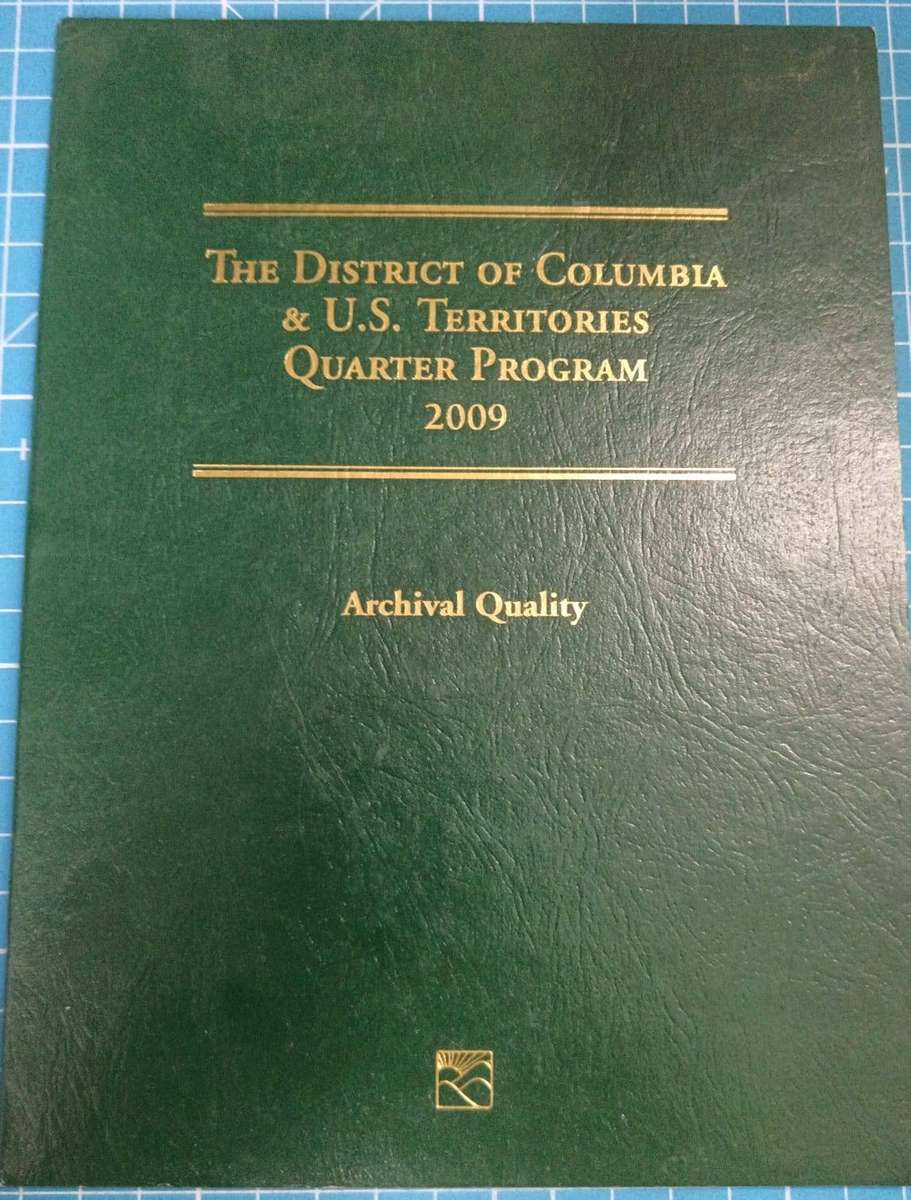 The District of Columbia
& U.S. Territories
Quarter Program
2009
Archival Quality